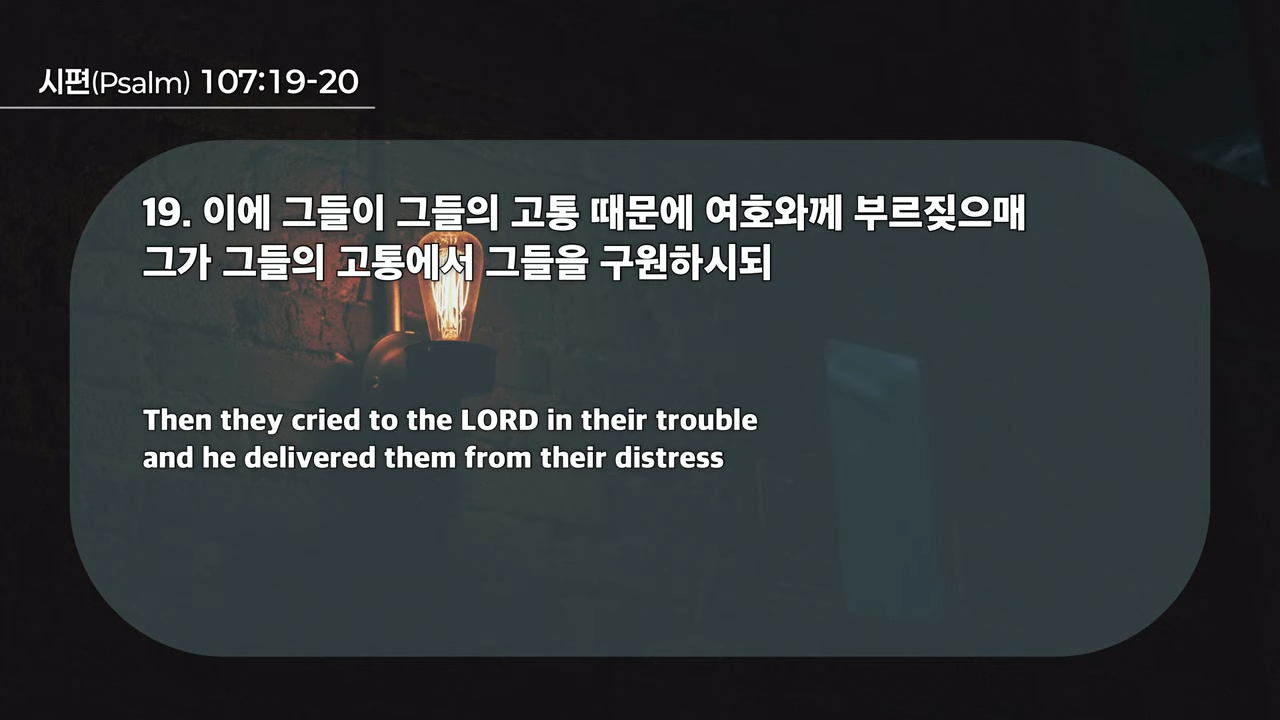 시편(Psalm) 107:19-20
19. 이에 그들이 그들의 고통 때문에 여호와께 부르짖으매
그가 그들의 고통에서 그들을 구원하시되
Then they cried to the LORD in their trouble
and he delivered them from their distress